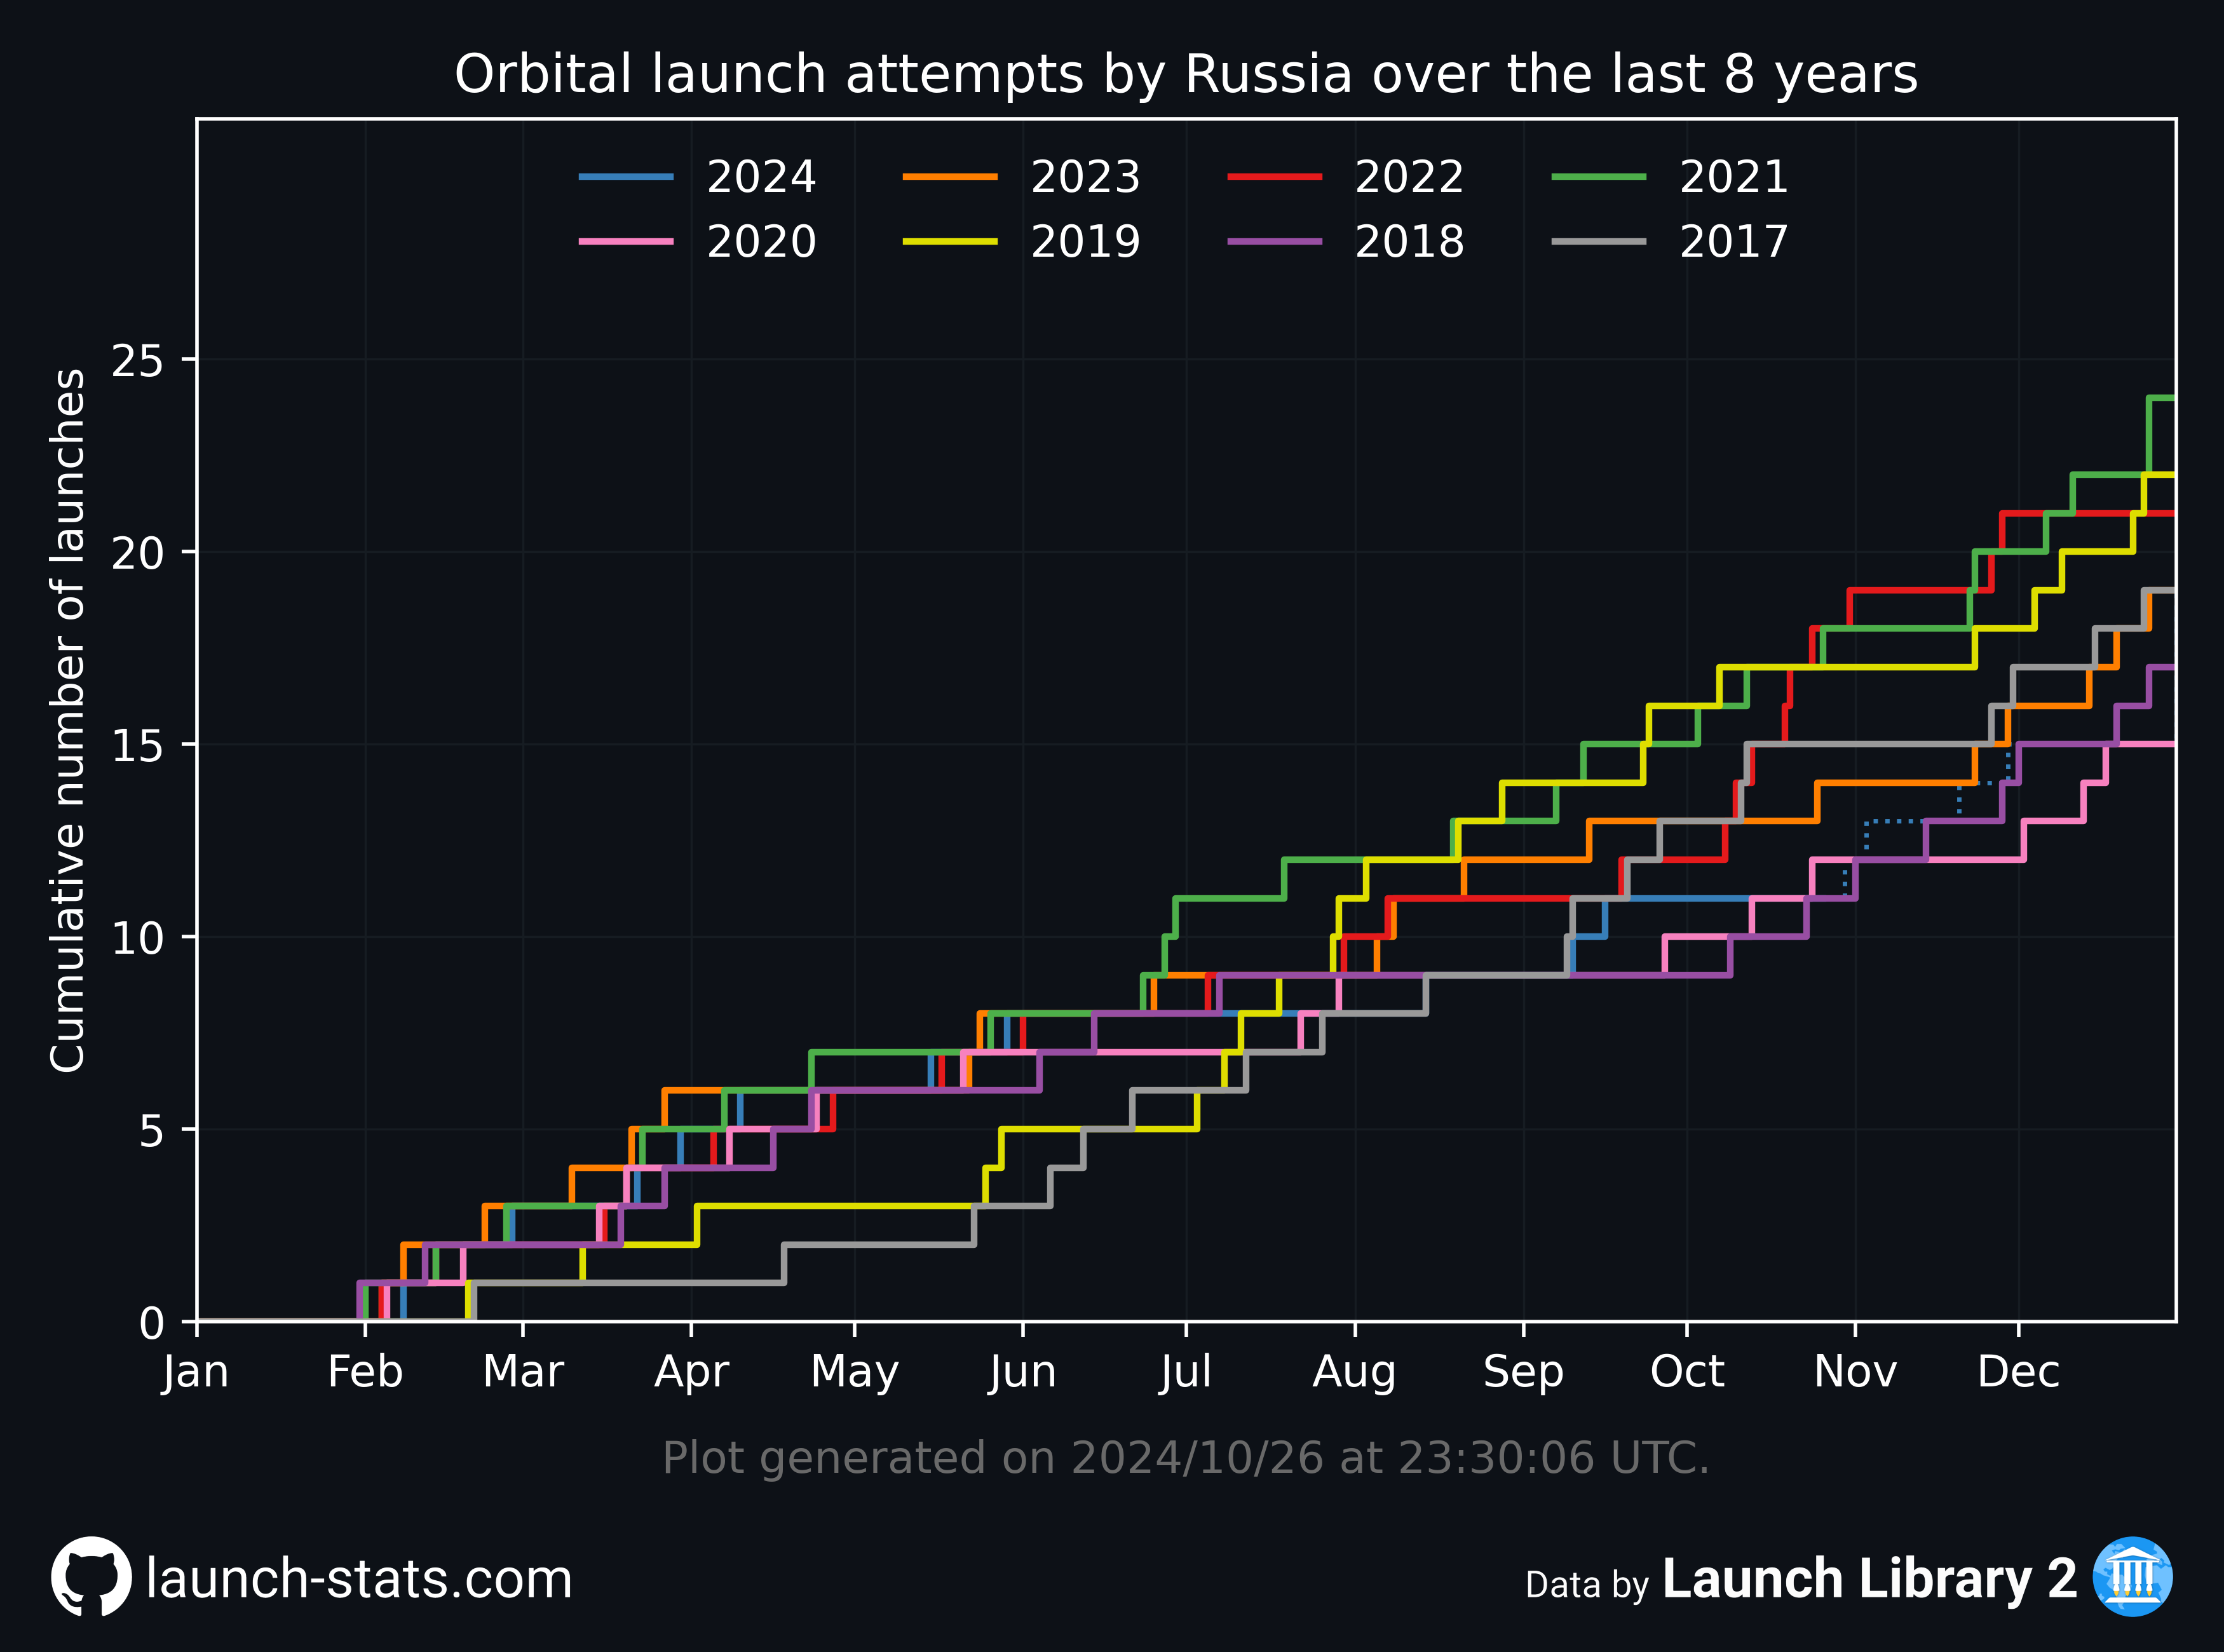 Orbital launch attempts by Russia over the last 8 years
2024 2023 2022 2021
2020 2019 2018 2017
Cumulative number of launches
25
20
15
10
5
0
Jan Feb Mar Apr May Jun Jul Aug Sep Oct Nov Dec
Plot generated on 2024/10/26 at 23:30:06 UTC.
launch-stats.com
Data by Launch Library 2